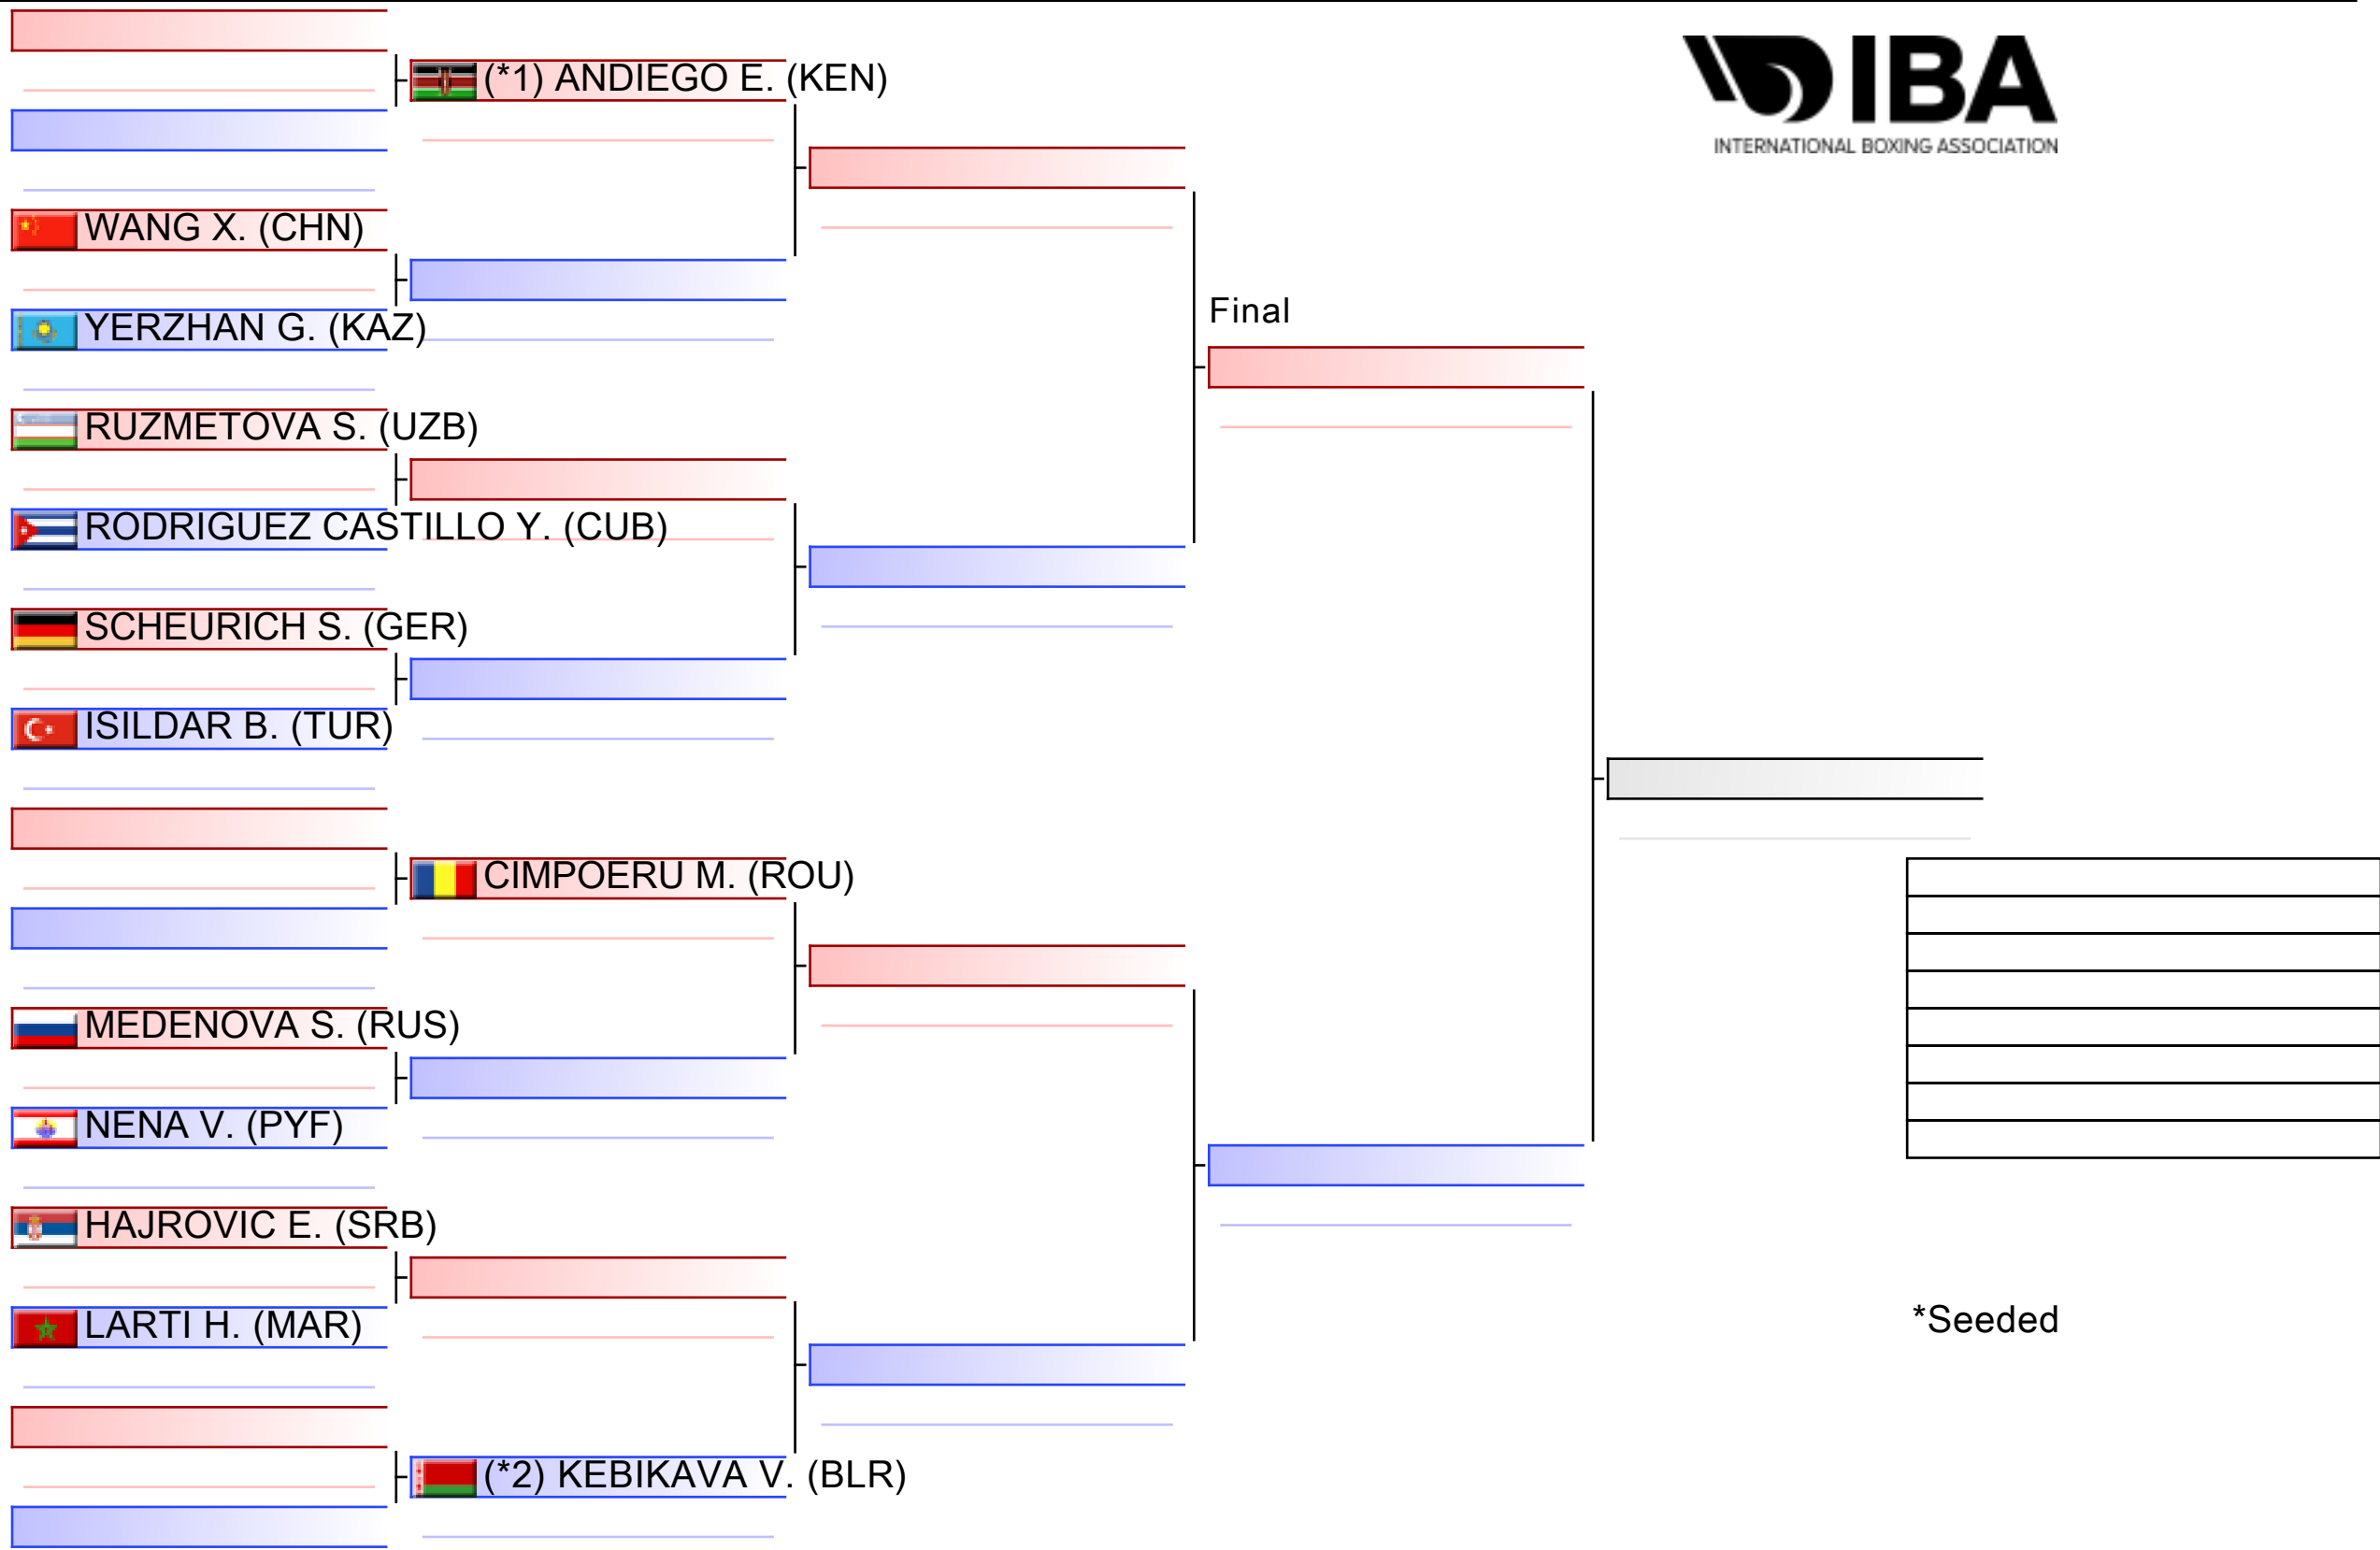 IBA
INTERNATIONAL BOXING ASSOCIATION
(*1) ANDIEGO E. (KEN)
WANG X. (CHN)
YERZHAN G. (KAZ)
Final
RUZMETOVA S. (UZB)
RODRIGUEZ CASTILLO Y. (CUB)
SCHEURICH S. (GER)
ISILDAR B. (TUR)
CIMPOERU M. (ROU)
MEDENOVA S. (RUS)
NENA V. (PYF)
HAJROVIC E. (SRB)
LARTI H. (MAR)
*Seeded
(*2) KEBIKAVA V. (BLR)